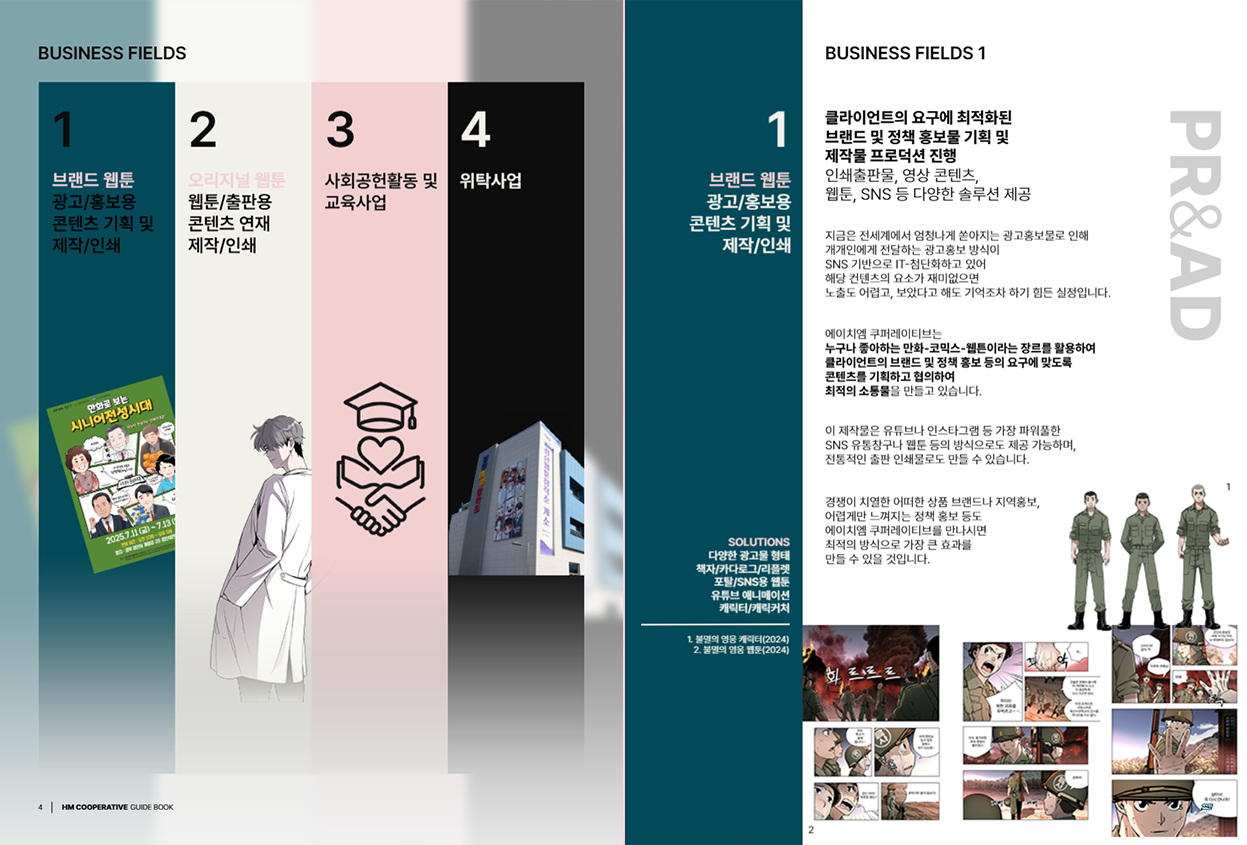 BUSINESS FIELDS
1
브랜드 웹툰
광고/홍보용
콘텐츠 기획 및
제작/인쇄
만화로 보는
시니어전성시대
2025.7.11 (금) ~ 7.13 (
2
오리지널 웹툰
웹툰/출판용
콘텐츠 연재
제작/인쇄
3
사회공헌활동 및
교육사업
4
위탁사업
4 | HM COOPERATIVE GUIDE BOOK
1
브랜드 웹툰
광고/홍보용
콘텐츠 기획 및
제작/인쇄
SOLUTIONS
다양한 광고물 형태
책자/카다로그/리플렛
포탈/SNS용 웹툰
유튜브 애니메이션
캐릭터/캐릭커처
1. 불멸의 영웅 캐릭터(2024)
2. 불멸의 영웅 웹툰(2024)
BUSINESS FIELDS 1
클라이언트의 요구에 최적화된
브랜드 및 정책 홍보물 기획 및
제작물 프로덕션 진행
인쇄출판물, 영상 콘텐츠,
웹툰, SNS 등 다양한 솔루션 제공
PR&AD
지금은 전세계에서 엄청나게 쏟아지는 광고홍보물로 인해
개개인에게 전달하는 광고홍보 방식이
SNS 기반으로 IT-첨단화하고 있어
해당 컨텐츠의 요소가 재미없으면
노출도 어렵고, 보았다고 해도 기억조차 하기 힘든 실정입니다.
에이치엠 쿠퍼레이티브는
누구나 좋아하는 만화-코믹스-웹툰이라는 장르를 활용하여
클라이언트의 브랜드 및 정책 홍보 등의 요구에 맞도록
콘텐츠를 기획하고 협의하여
최적의 소통물을 만들고 있습니다.
이 제작물은 유튜브나 인스타그램 등 가장 파워풀한
SNS 유통창구나 웹툰 등의 방식으로도 제공 가능하며,
전통적인 출판 인쇄물로도 만들 수 있습니다.
경쟁이 치열한 어떠한 상품 브랜드나 지역홍보,
어렵게만 느껴지는 정책 홍보 등도
에이치엠 쿠퍼레이티브를 만나시면
최적의 방식으로 가장 큰 효과를
만들 수 있을 것입니다.
1
화르르르
2